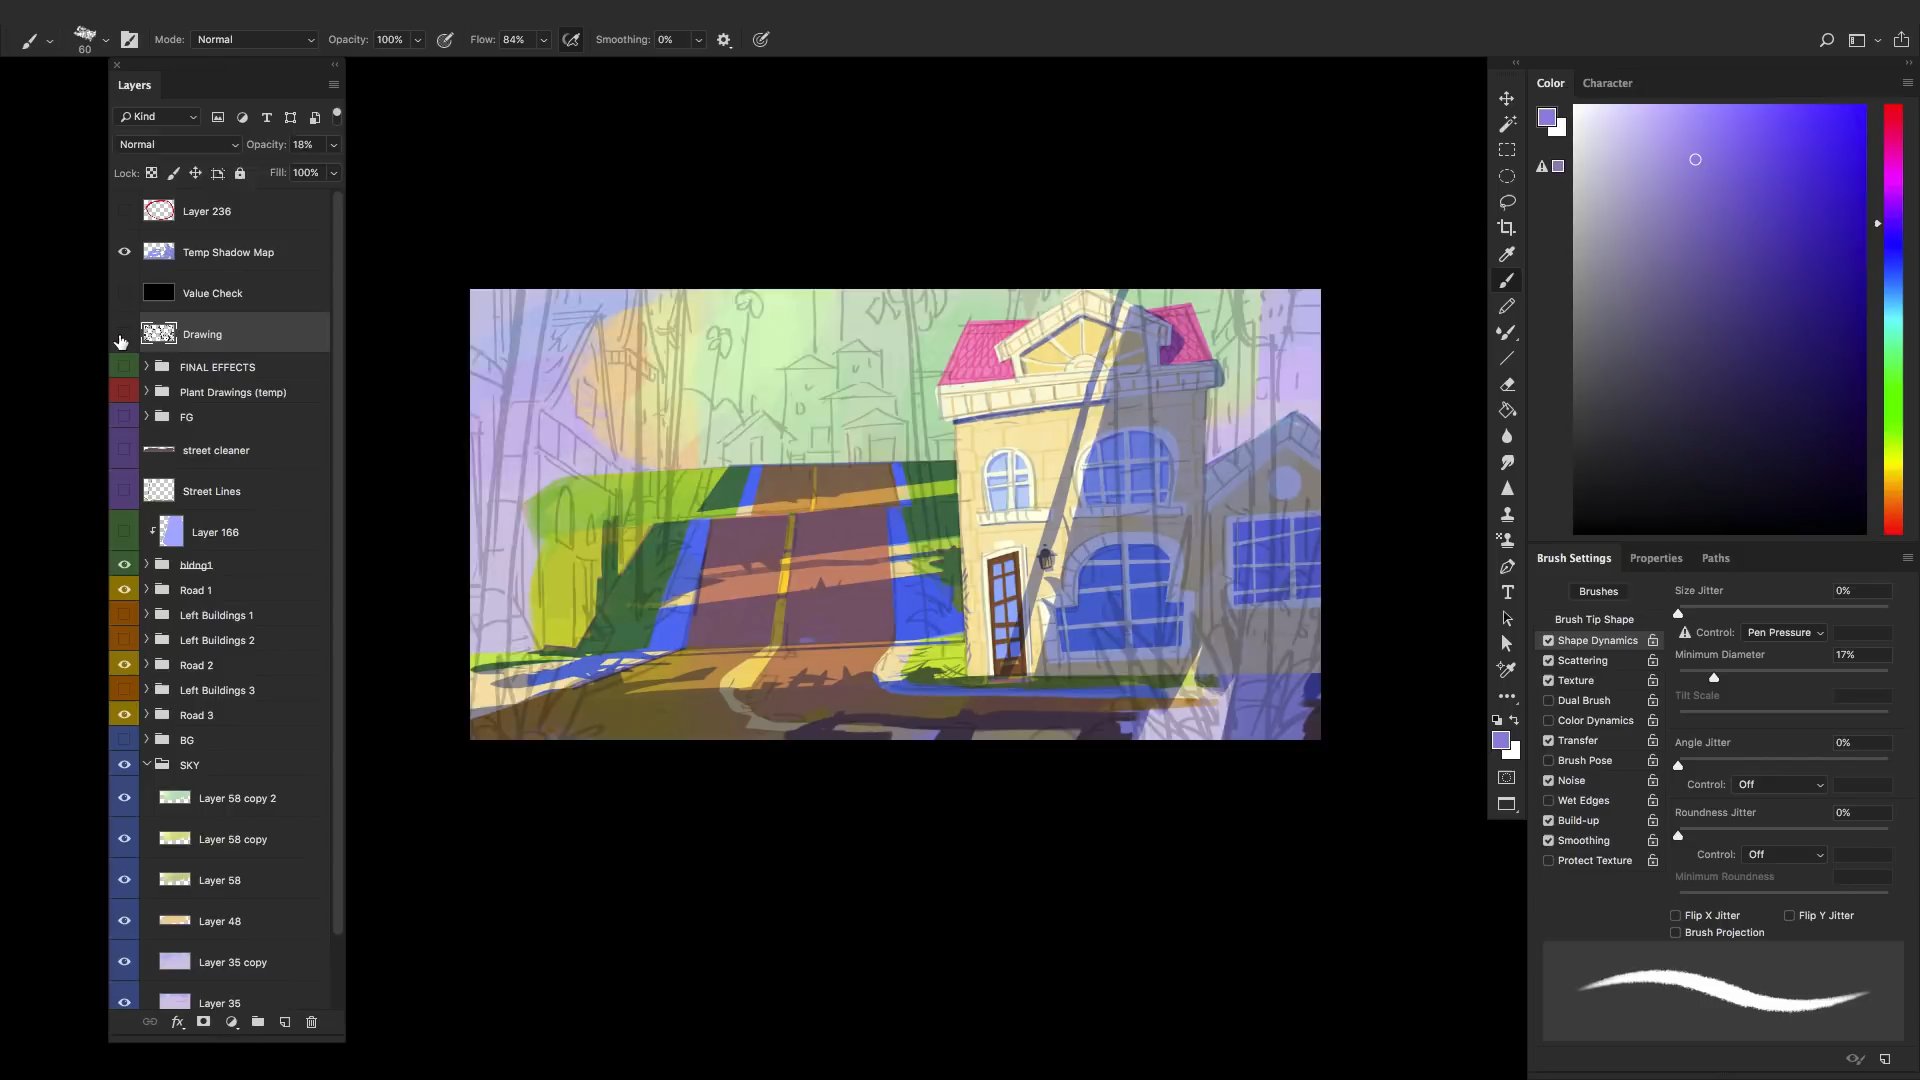 60
Mode: Normal
Opacity: 100%
Flow: 84%
Smoothing: 0%
Layers
Kind
Normal
Opacity: 18%
Lock:
Fill: 100%
Layer 236
Temp Shadow Map
Value Check
Drawing
FINAL EFFECTS
Plant Drawings (temp)
FG
street cleaner
Street Lines
Layer 166
bldng1
Road 1
Left Buildings 1
Left Buildings 2
Road 2
Left Buildings 3
Road 3
BG
SKY
Layer 58 copy 2
Layer 58 copy
Layer 58
Layer 48
Layer 35 copy
Layer 35
fx
Color
Character
Brush Settings
Properties
Paths
Brushes
Brush Tip Shape
Shape Dynamics
Scattering
Texture
Dual Brush
Color Dynamics
Transfer
Brush Pose
Noise
Wet Edges
Build-up
Smoothing
Protect Texture
Size Jitter
0%
Control: Pen Pressure
Minimum Diameter
17%
Tilt Scale
Angle Jitter
0%
Control: Off
Roundness Jitter
0%
Control: Off
Minimum Roundness
Flip X Jitter
Flip Y Jitter
Brush Projection